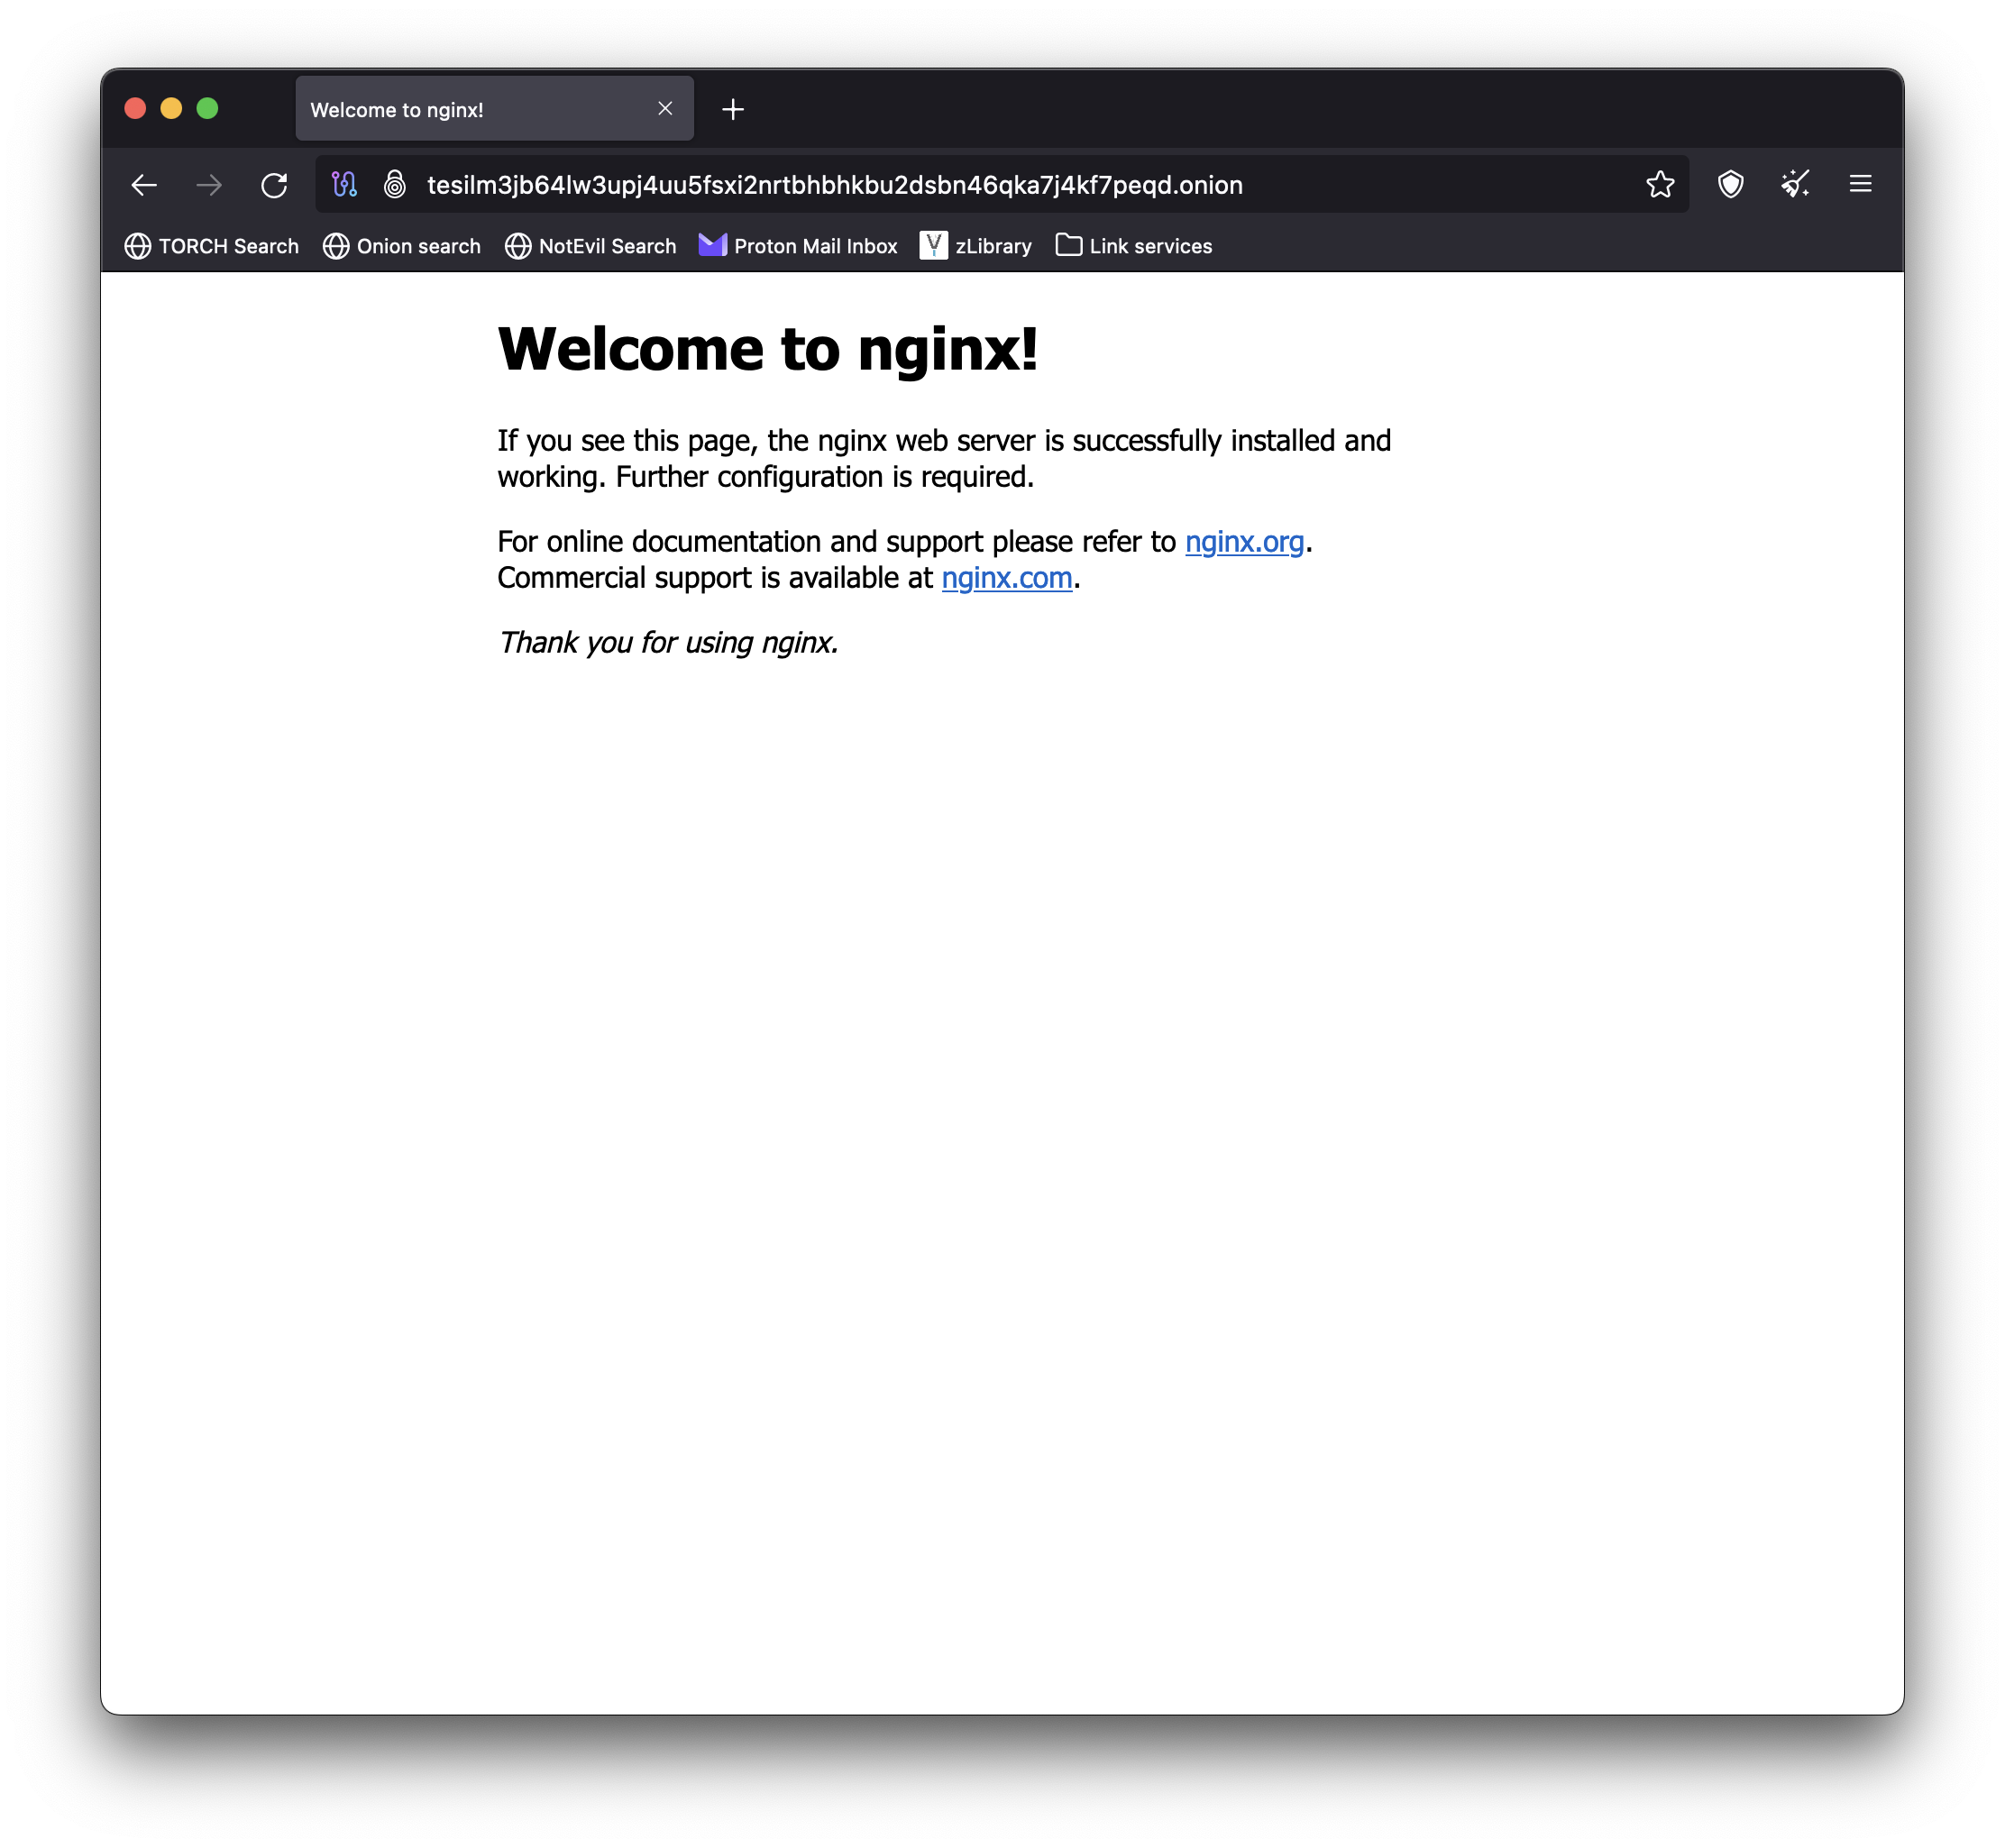 Welcome to nginx!
tesilm3jb64lw3upj4uu5fsxi2nrtbhbhkbu2dsbn46qka7j4kf7peqd.onion
TORCH Search Onion search NotEvil Search Proton Mail Inbox zLibrary Link services
Welcome to nginx!
If you see this page, the nginx web server is successfully installed and
working. Further configuration is required.
For online documentation and support please refer to nginx.org.
Commercial support is available at nginx.com.
Thank you for using nginx.